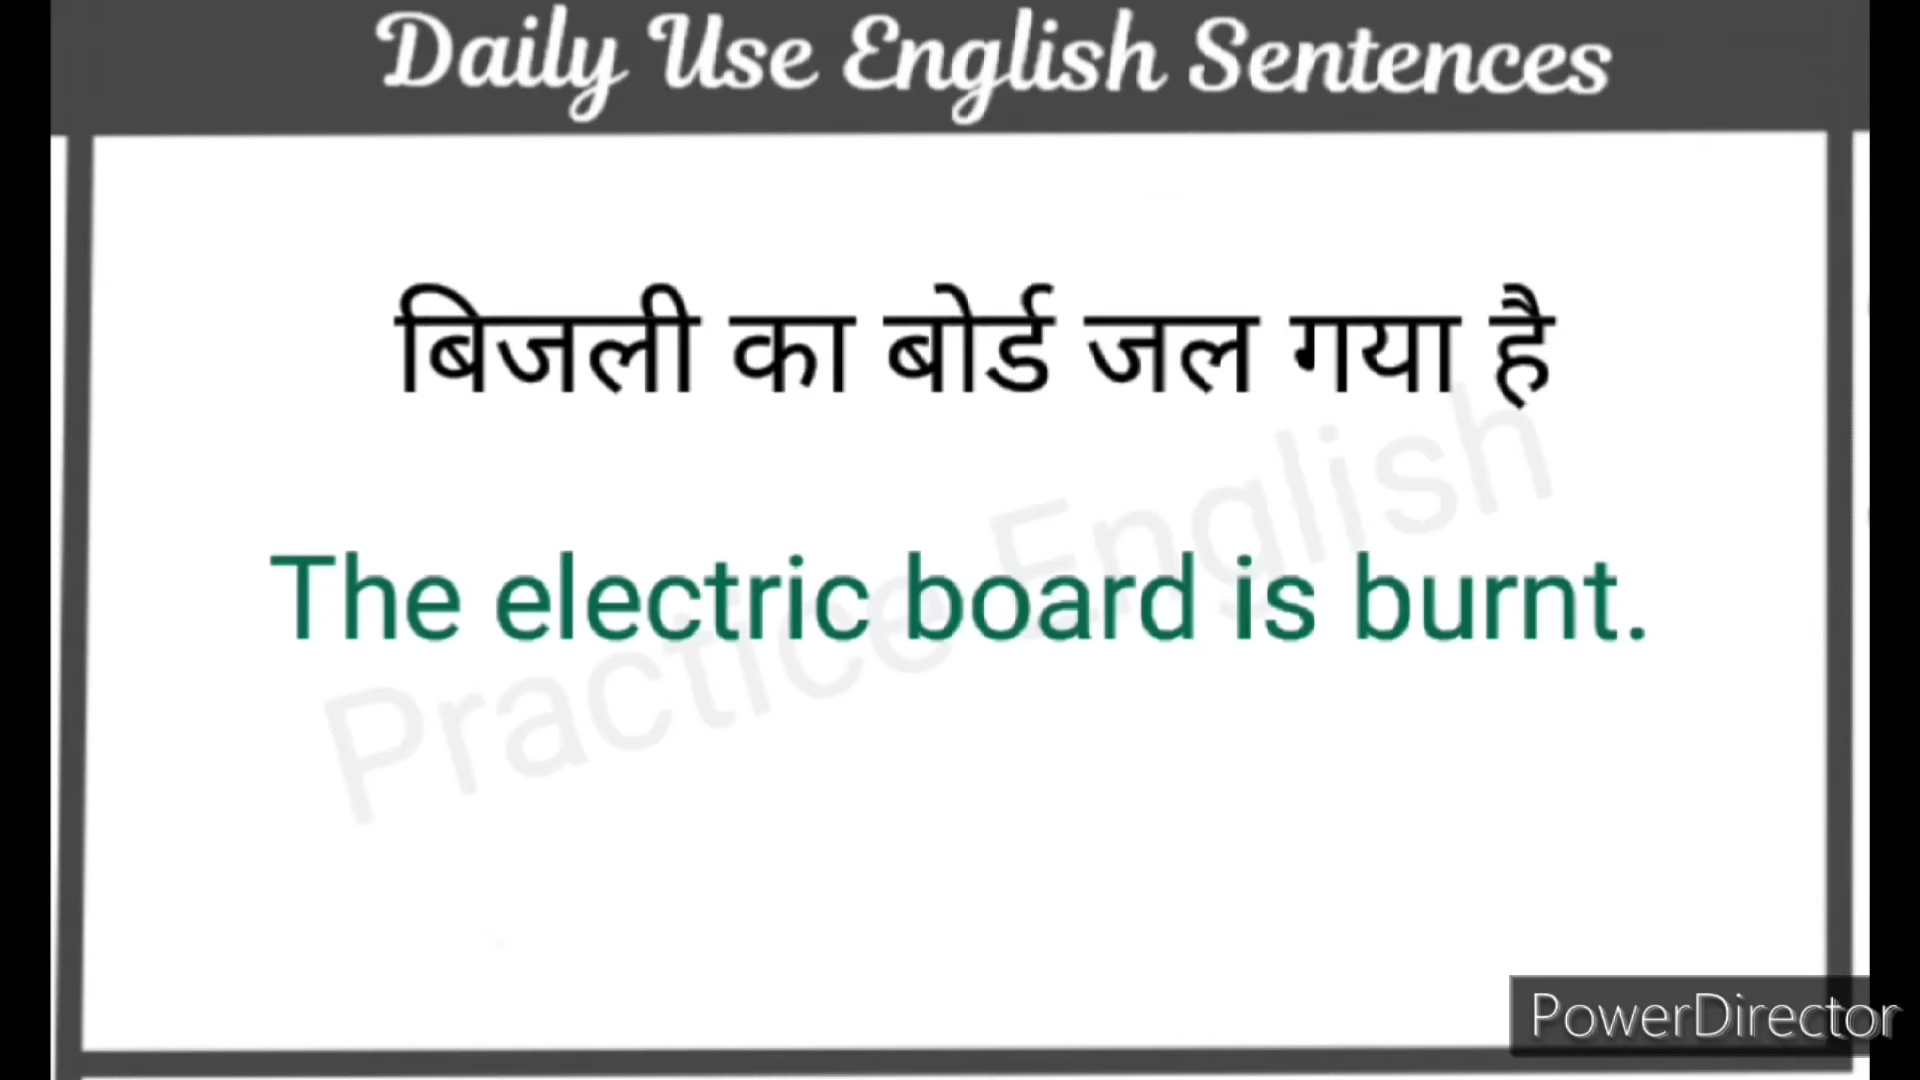 Daily Use English Sentences
बिजली का बोर्ड जल गया है
The electric board is burnt.
Practice English
PowerDirector